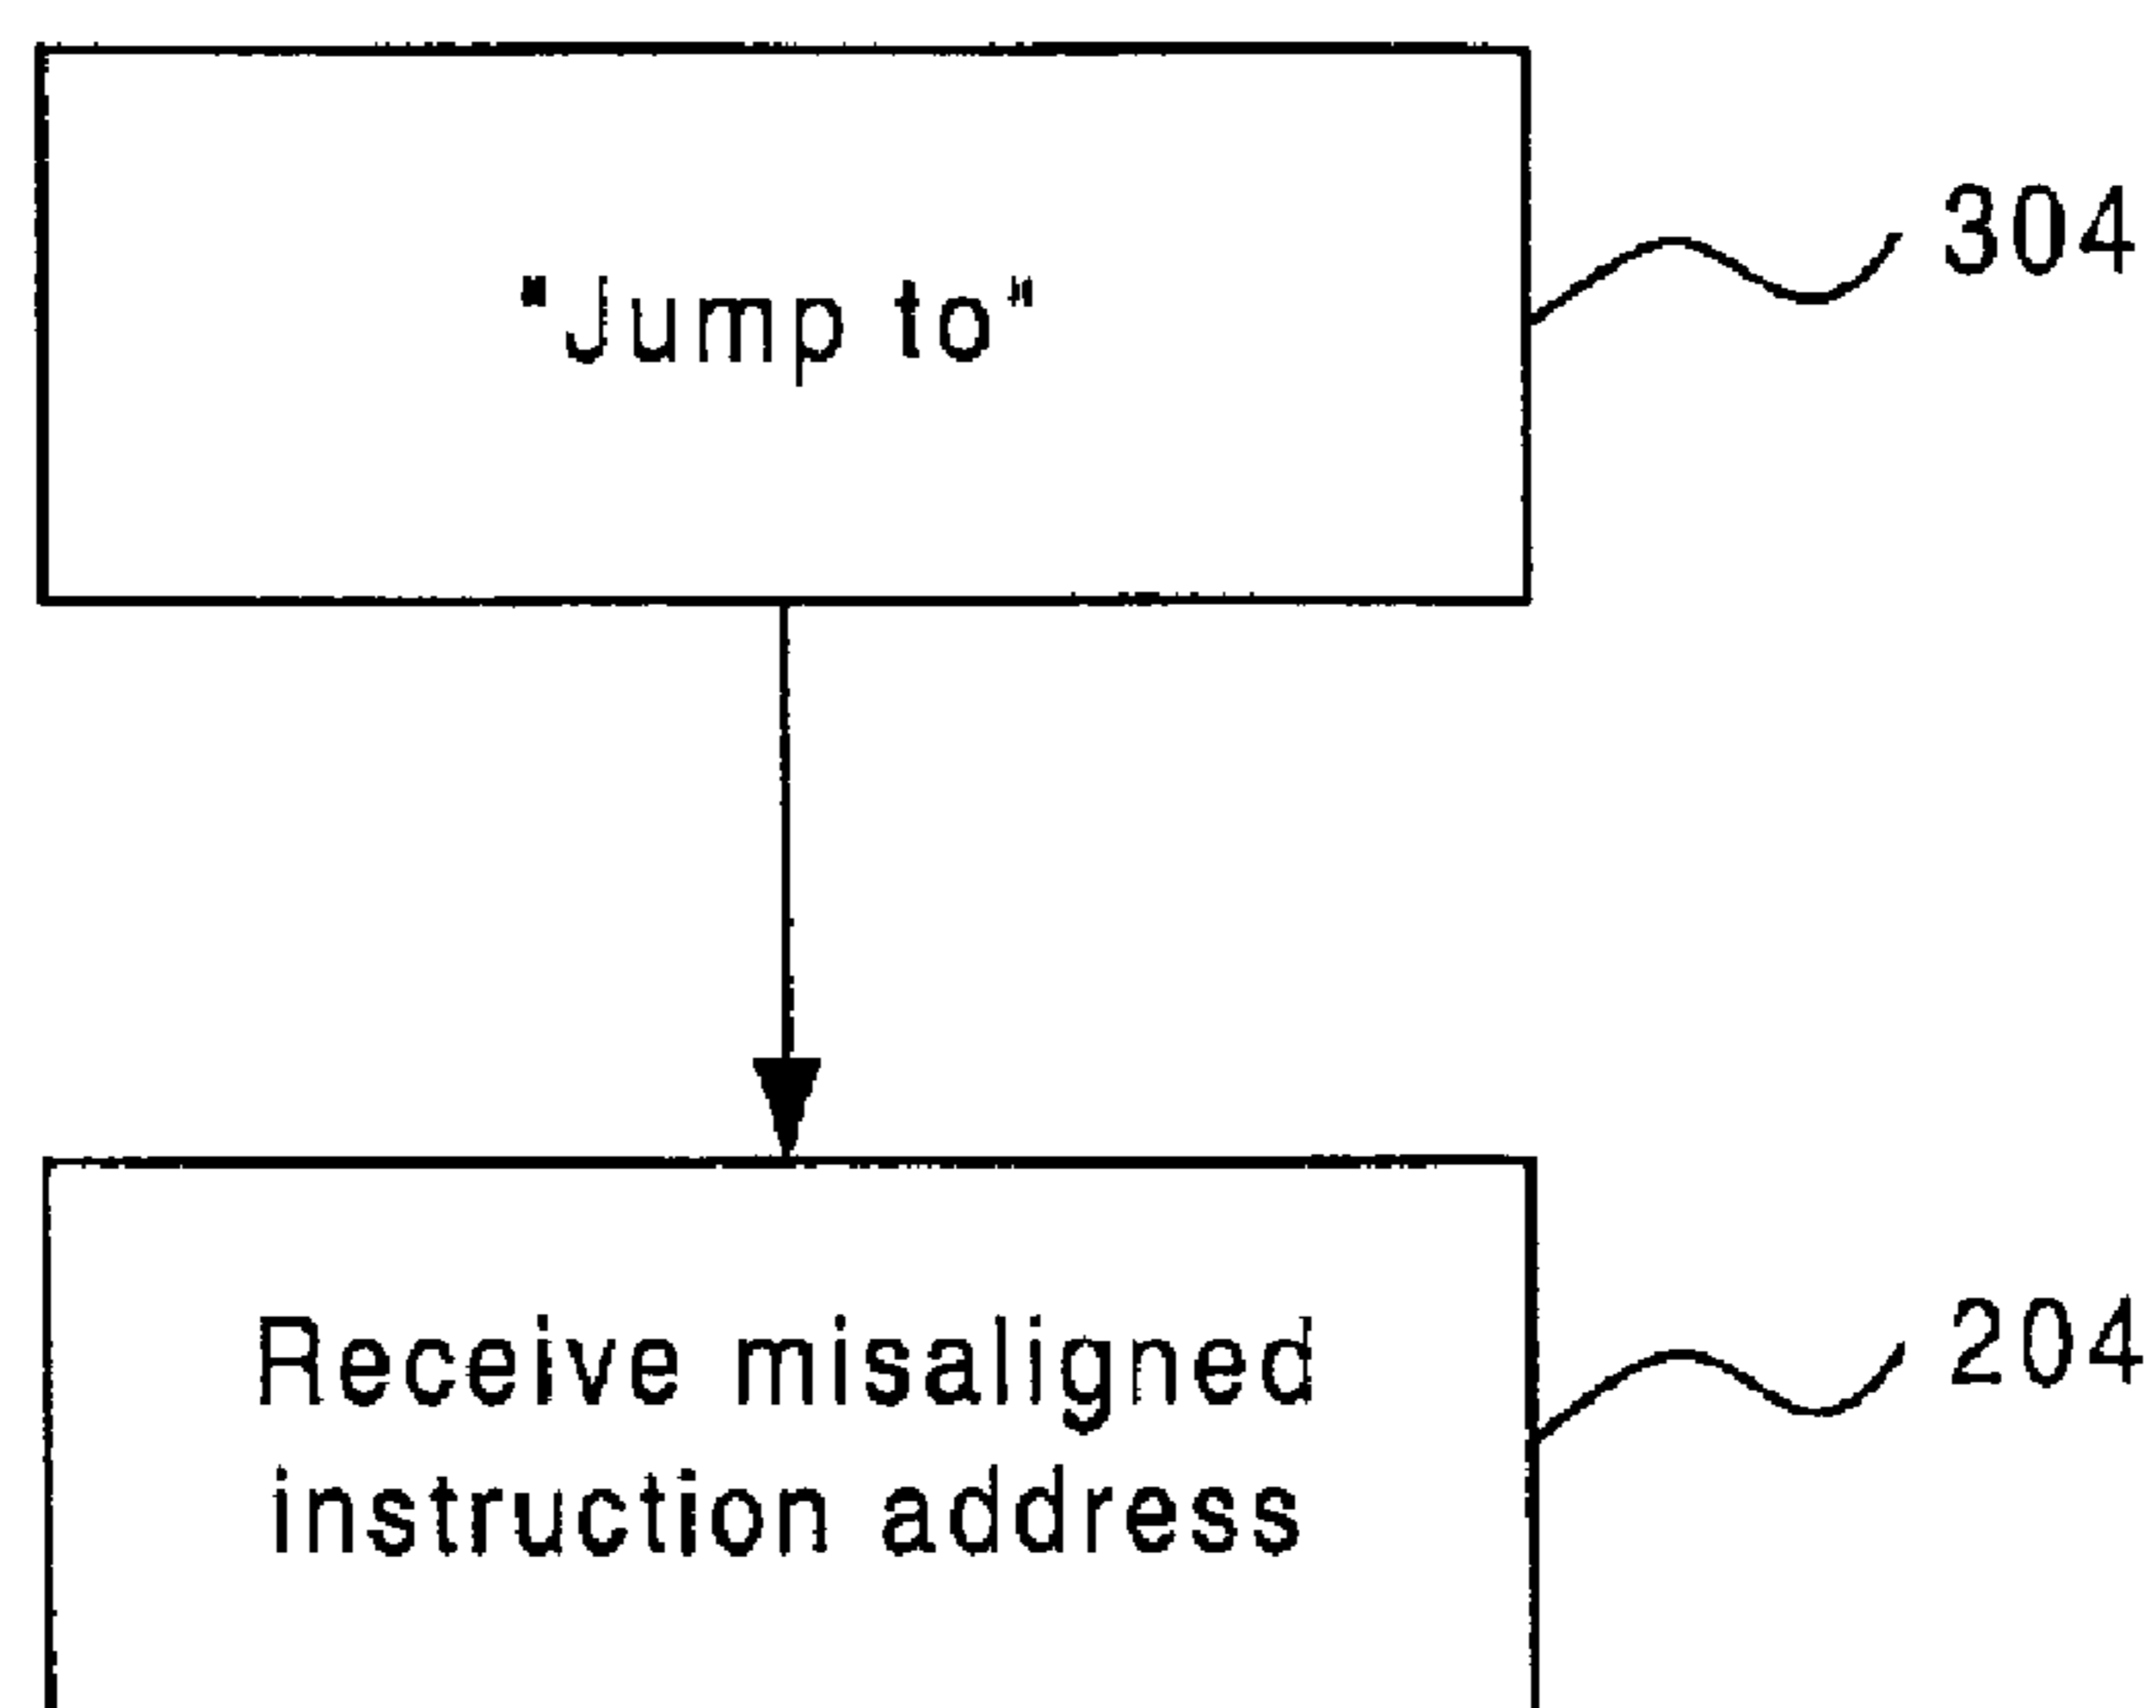 "Jump to"
304
Receive misaligned
204
instruction address